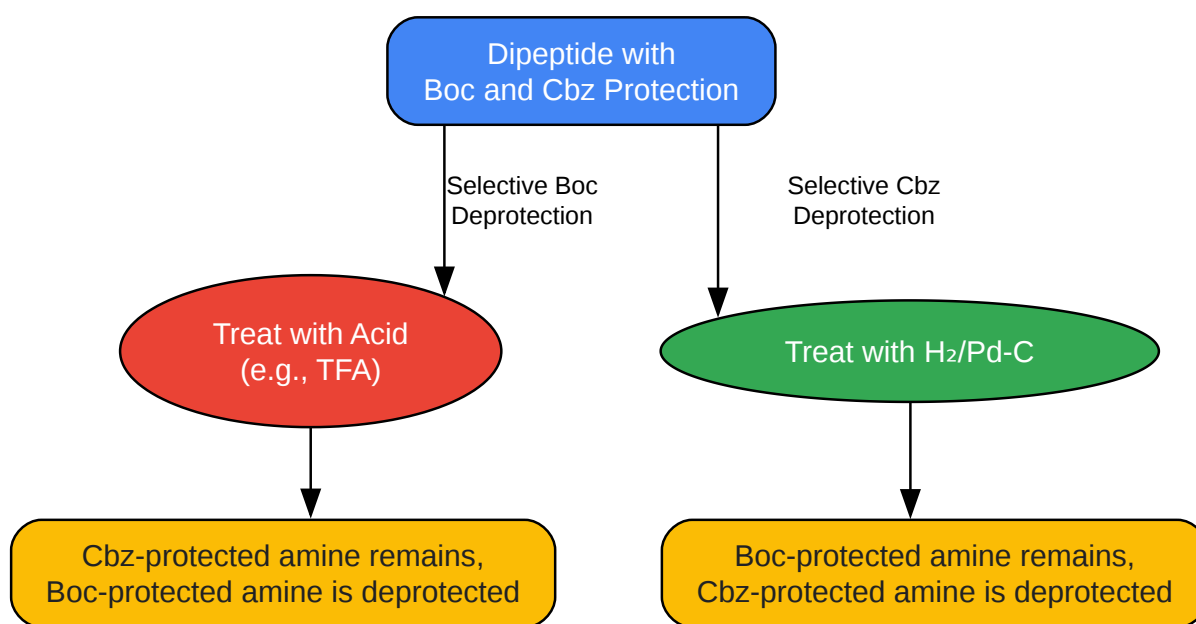 Dipeptide with
Boc and Cbz Protection
Selective Boc
Deprotection
Selective Cbz
Deprotection
Treat with Acid
(e.g., TFA)
Treat with H₂/Pd-C
Cbz-protected amine remains,
Boc-protected amine is deprotected
Boc-protected amine remains,
Cbz-protected amine is deprotected